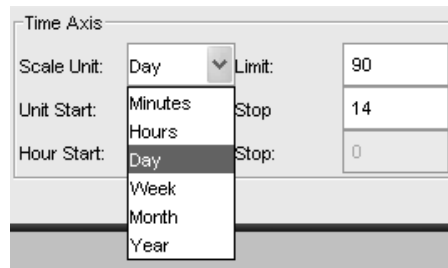 Time Axis
Scale Unit: Day Limit: 90
Minutes
Unit Start: Stop 14
Hours
Hour Start: Day Stop: 0
Week
Month
Year